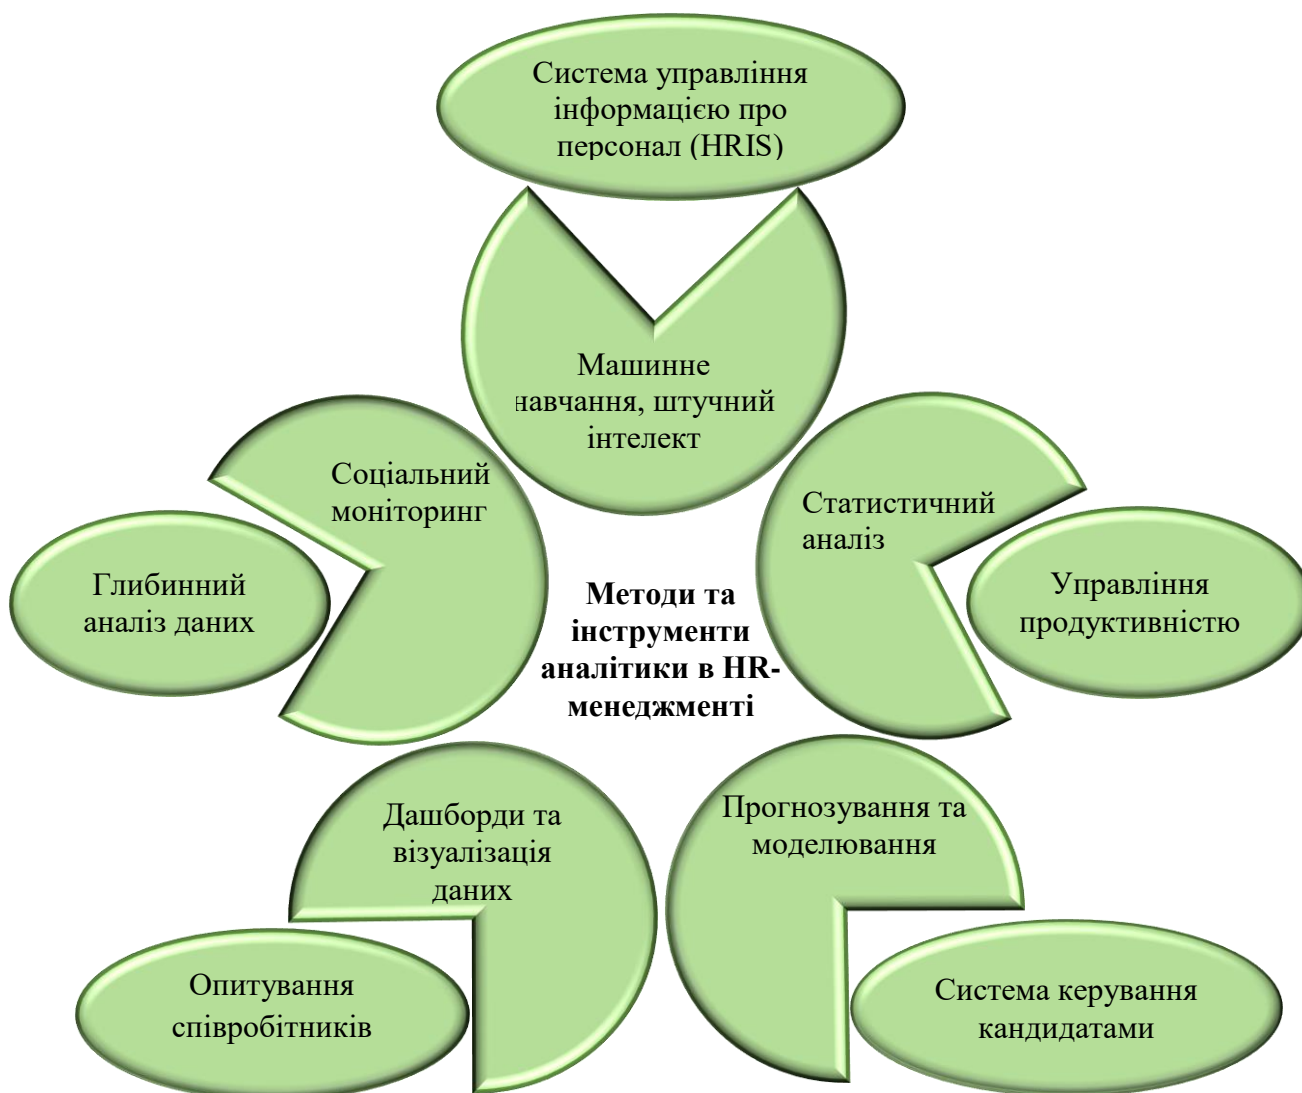 Система управління
інформацією про
персонал (HRIS)
Машинне
навчання, штучний
інтелект
Соціальний
моніторинг
Статистичний
аналіз
Глибинний
аналіз даних
Методи та
інструменти
аналітики в HR-
менеджменті
Управління
продуктивністю
Дашборди та
візуалізація
даних
Прогнозування та
моделювання
Опитування
співробітників
Система керування
кандидатами